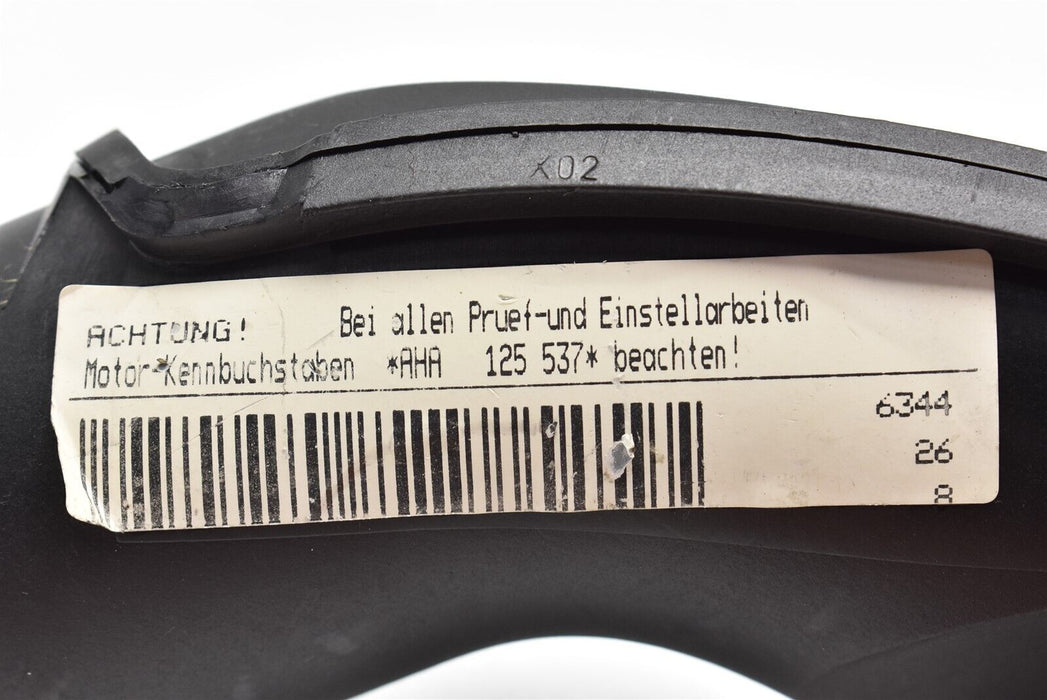 X02
ACHTUNG! Bei allen Pruef-und Einstellarbeiten
Motor-Kennbuchstaben *AHA 125 537* beachten!
6344
26
8